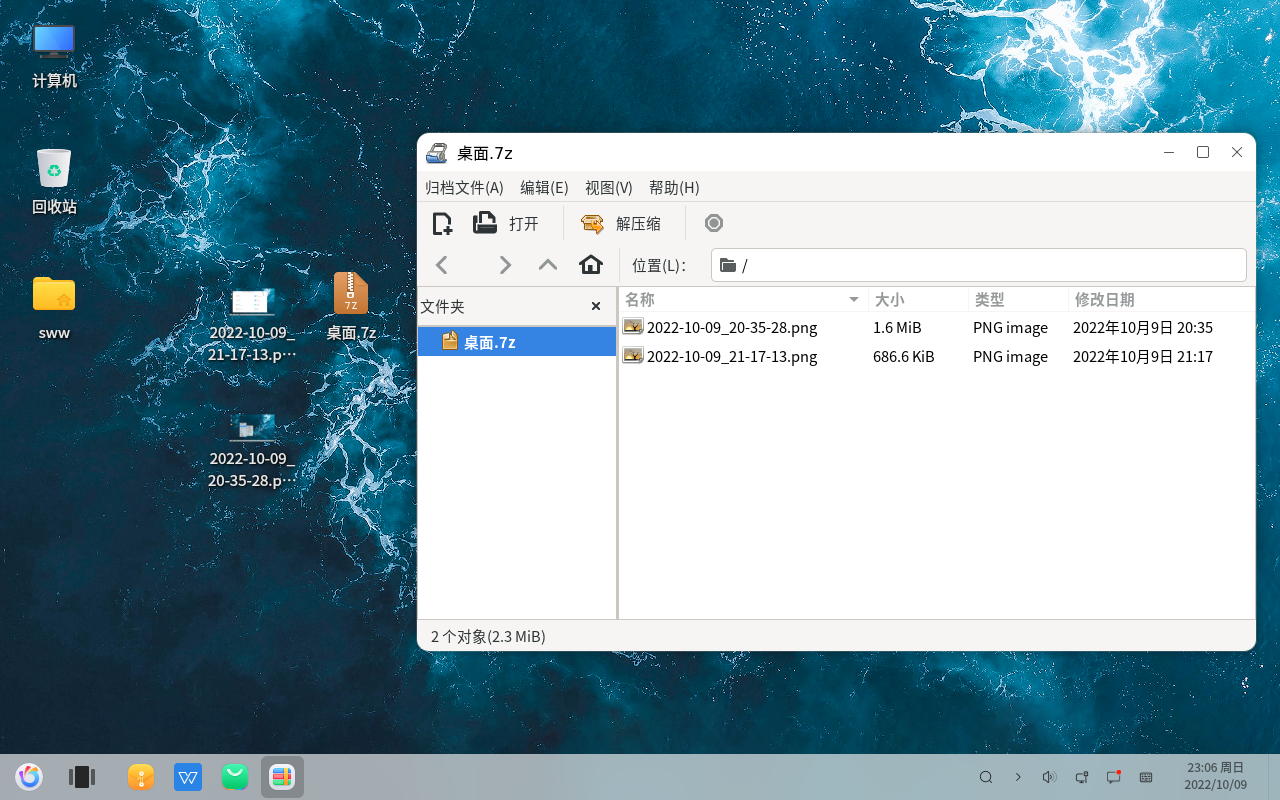 计算机
回收站
sww
2022-10-09_
21-17-13.p…
桌面.7z
7Z
2022-10-09_
20-35-28.p…
桌面.7z
归档文件(A) 编辑(E) 视图(V) 帮助(H)
打开 解压缩
位置(L)： /
文件夹
桌面.7z
名称 大小 类型 修改日期
2022-10-09_20-35-28.png 1.6 MiB PNG image 2022年10月9日 20:35
2022-10-09_21-17-13.png 686.6 KiB PNG image 2022年10月9日 21:17
2 个对象(2.3 MiB)
23:06 周日
2022/10/09